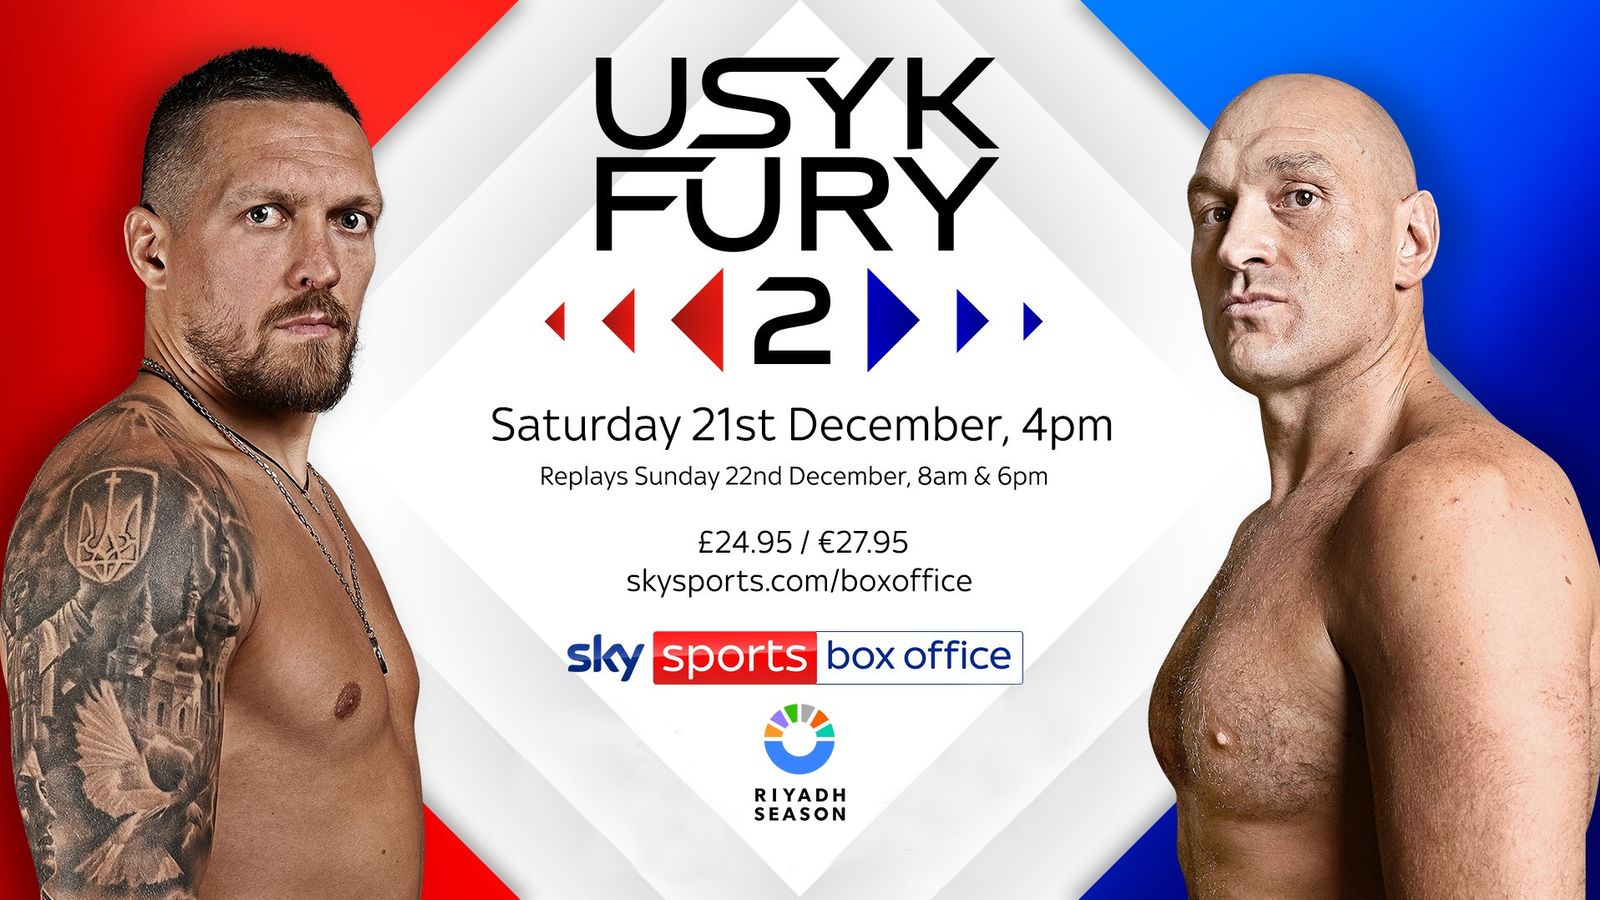 USYK
FURY
2
Saturday 21st December, 4pm
Replays Sunday 22nd December, 8am & 6pm
£24.95 / €27.95
skysports.com/boxoffice
sky sports box office
RIYADH
SEASON